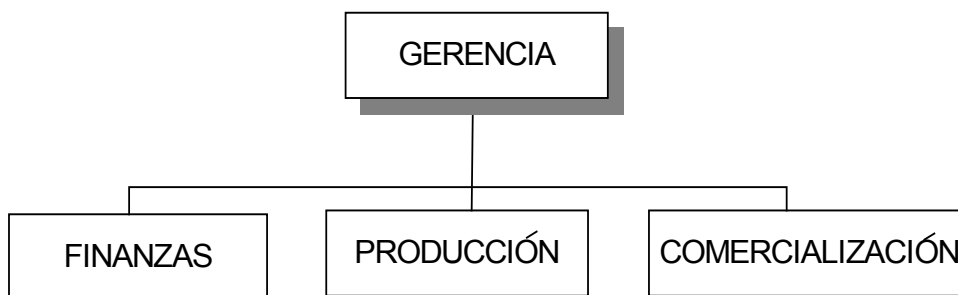 GERENCIA
FINANZAS
PRODUCCIÓN
COMERCIALIZACIÓN